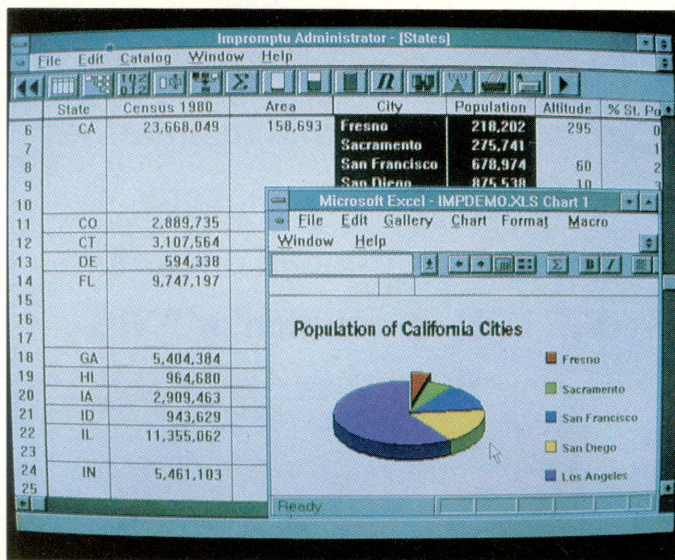 Impromptu Administrator - [States]
File Edit Catalog Window Help
State Census 1980 Area City Population Altitude % St. Po
6 CA 23,668,049 158,693 Fresno 218,202 295 0
7 Sacramento 275,741 1
8 San Francisco 678,974 60 2
9 San Diego 875,538 10
10
11 CO 2,889,735
12 CT 3,107,564
13 DE 594,338
14 FL 9,747,197
15
16
17
18 GA 5,404,384
19 HI 964,680
20 IA 2,909,463
21 ID 943,629
22 IL 11,355,062
23
24 IN 5,461,103
25
Microsoft Excel - IMPDEMO.XLS Chart 1
File Edit Gallery Chart Format Macro
Window Help
Σ B I
Population of California Cities
Fresno
Sacramento
San Francisco
San Diego
Los Angeles
Ready